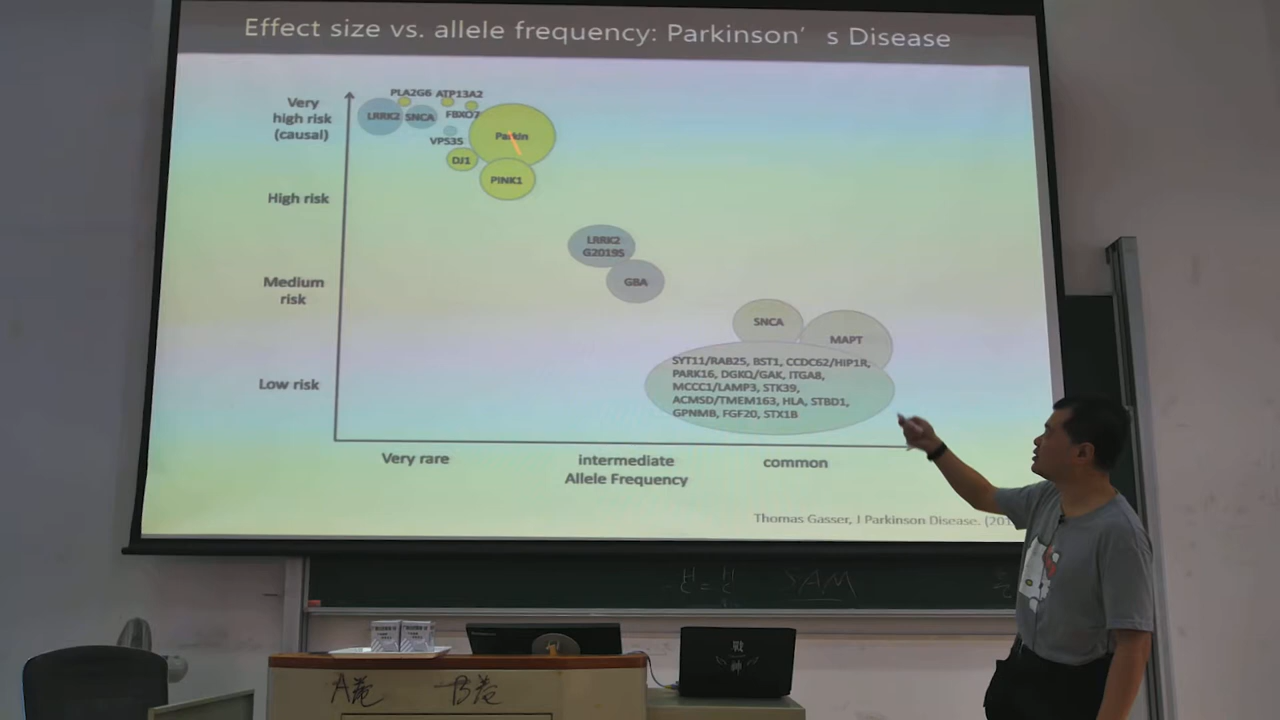 Effect size vs. allele frequency: Parkinson's Disease
Very
high risk
(causal)
High risk
Medium
risk
Low risk
PLA2G6 ATP13A2
LRRK2 SNCA FBXO7
VPS35
Parkin
DJ1
PINK1
LRRK2
G2019S
GBA
SNCA
MAPT
SYT11/RAB25, BST1, CCDC62/HIP1R,
PARK16, DGKQ/GAK, ITGA8,
MCCC1/LAMP3, STK39,
ACMSD/TMEM163, HLA, STBD1,
GPNMB, FGF20, STX1B
Very rare
intermediate
common
Allele Frequency
Thomas Gasser, J Parkinson Disease.
H H
C = C
SAM
戰
神
A卷 B卷